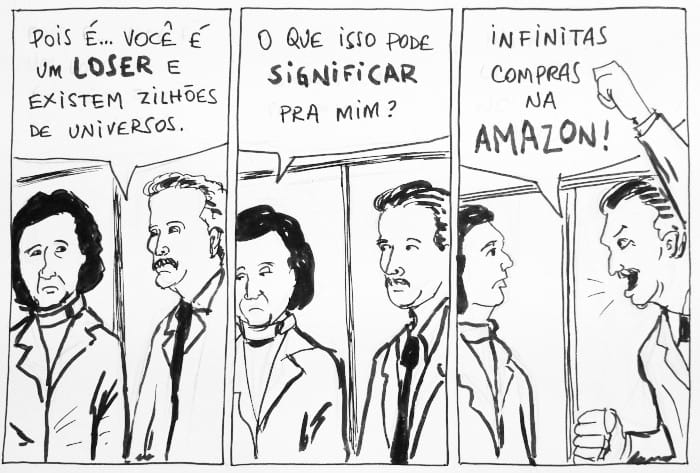 POIS É... VOCÊ É
UM LOSER E
EXISTEM ZILHÕES
DE UNIVERSOS.
O QUE ISSO PODE
SIGNIFICAR
PRA MIM?
INFINITAS
COMPRAS
NA
AMAZON!